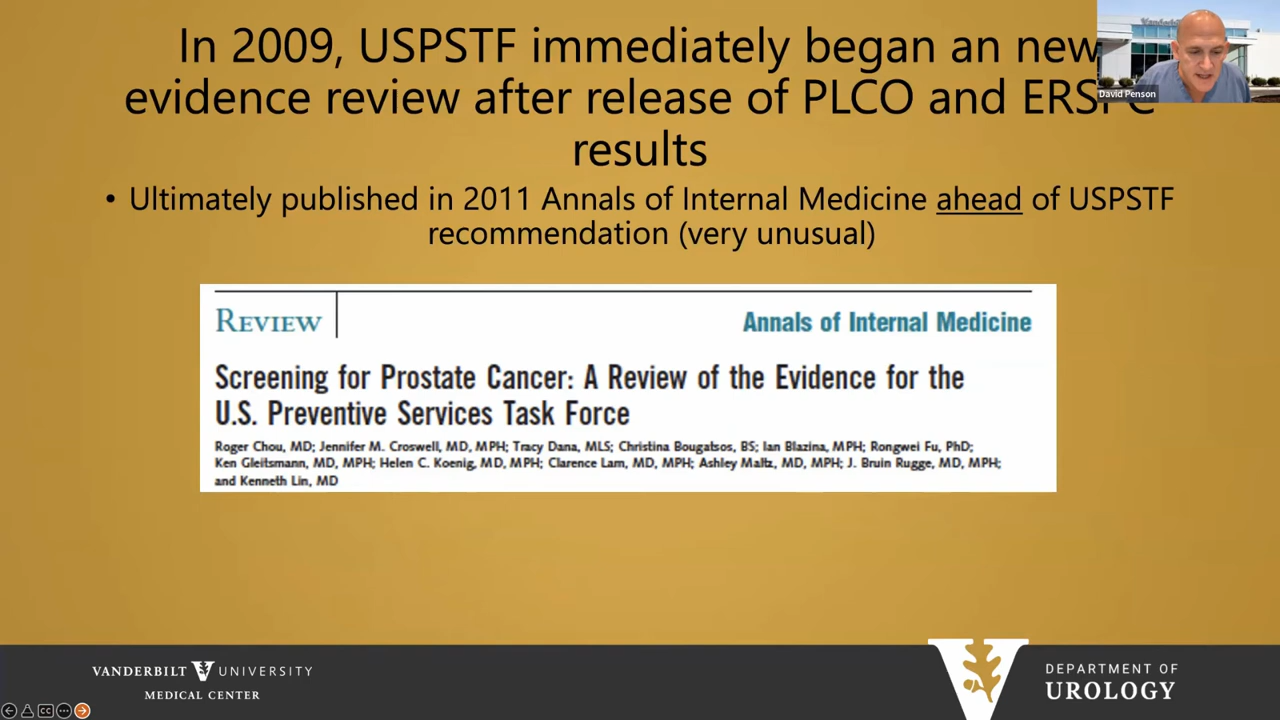 In 2009, USPSTF immediately began an new
evidence review after release of PLCO and
results
David Penson
• Ultimately published in 2011 Annals of Internal Medicine ahead of USPSTF
recommendation (very unusual)
REVIEW
Annals of Internal Medicine
Screening for Prostate Cancer: A Review of the Evidence for the
U.S. Preventive Services Task Force
Roger Chou, MD; Jennifer M. Croswell, MD, MPH; Tracy Dana, MLS; Christina Bougatsos, BS; Ian Blazina, MPH; Rongwei Fu, PhD;
Ken Gleitsmann, MD, MPH; Helen C. Koenig, MD, MPH; Clarence Lam, MD, MPH; Ashley Maltz, MD, MPH; J. Bruin Rugge, MD, MPH;
and Kenneth Lin, MD
VANDERBILT V UNIVERSITY
MEDICAL CENTER
DEPARTMENT OF
UROLOGY